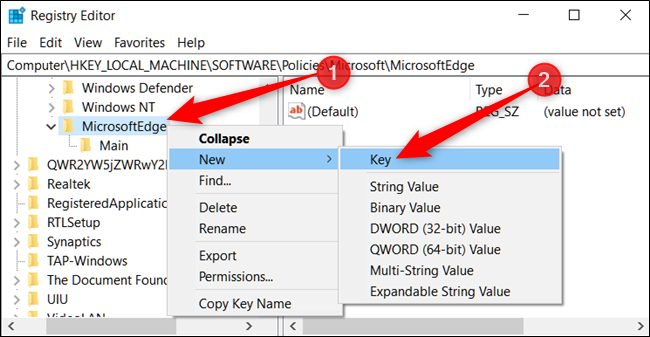 Registry Editor
File Edit View Favorites Help
Computer\HKEY_LOCAL_MACHINE\SOFTWARE\Policies\Microsoft\MicrosoftEdge
1
2
Name Type Data
(Default) REG_SZ (value not set)
Windows Defender
Windows NT
MicrosoftEdge
Main
QWR2YW5jZWRwY2
Realtek
RegisteredApplication
RTLSetup
Synaptics
TAP-Windows
The Document Found
UIU
VideoLAN
Collapse
New
Find...
Delete
Rename
Export
Permissions...
Copy Key Name
Key
String Value
Binary Value
DWORD (32-bit) Value
QWORD (64-bit) Value
Multi-String Value
Expandable String Value